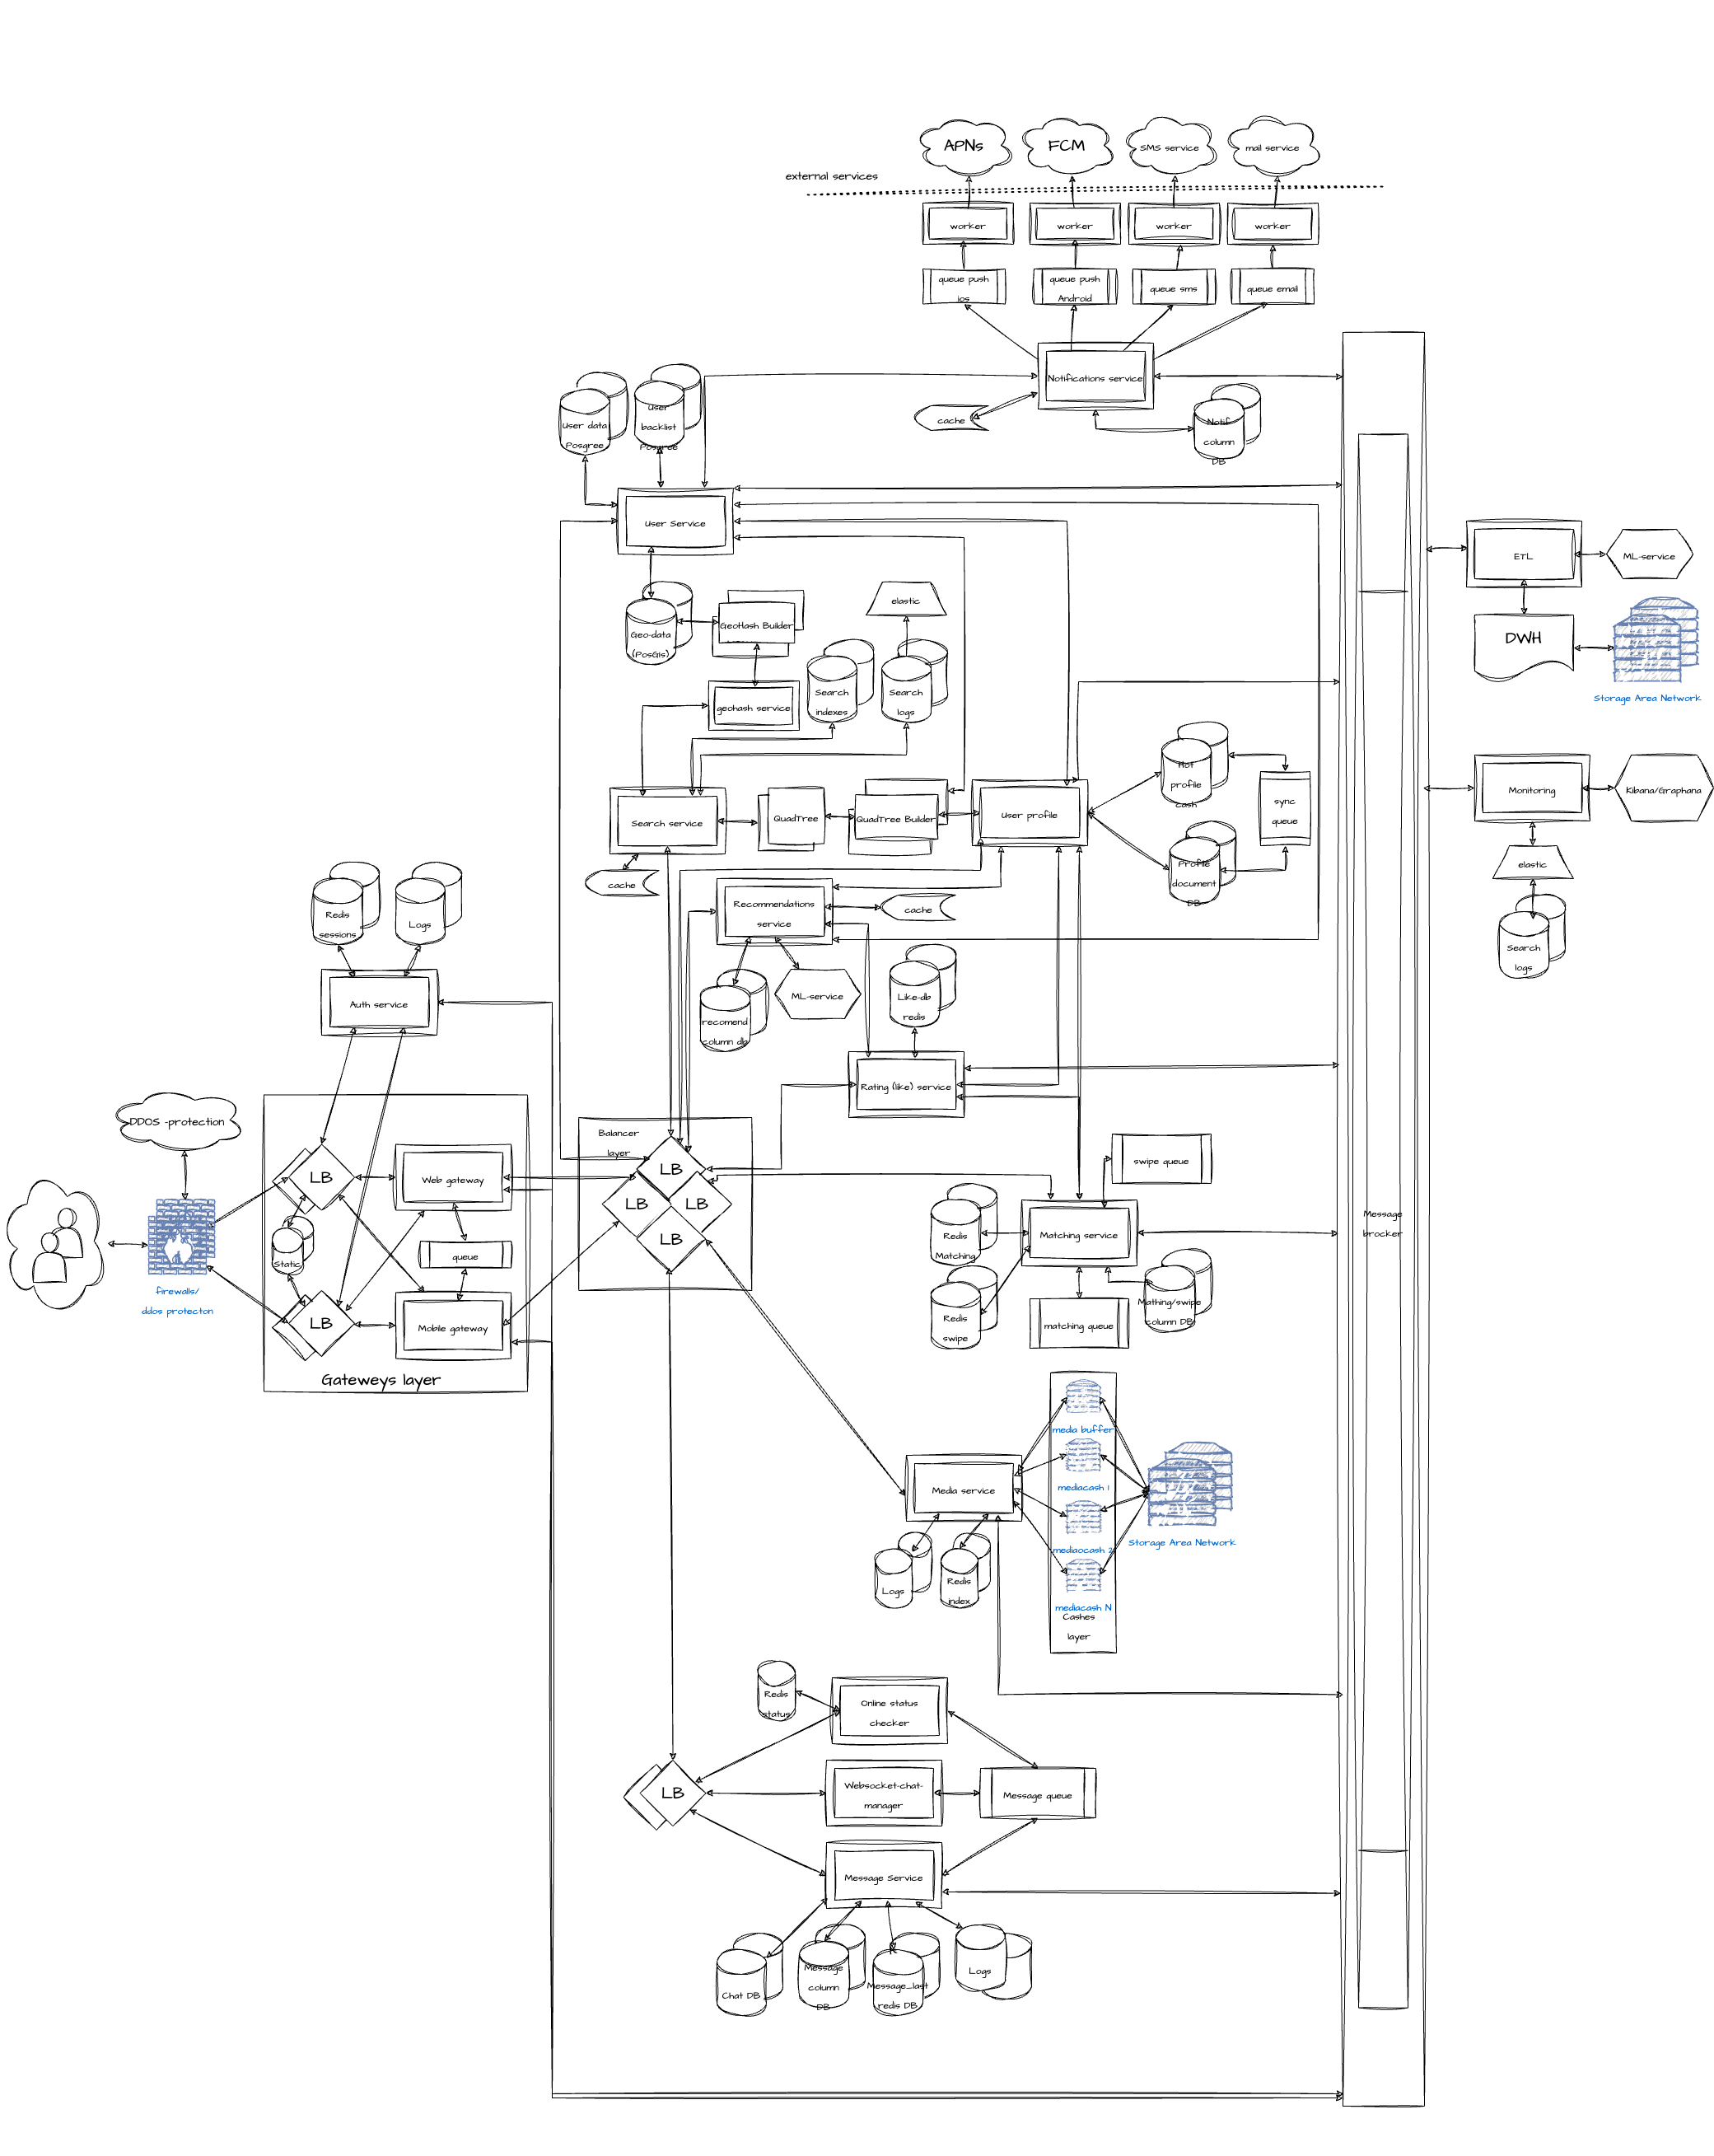 APNs
FCM
SMS service
mail service
external services
worker
worker
worker
worker
queue push
ios
queue push
Android
queue sms
queue email
Notifications service
cache
Notif
column
DB
User data
Posgree
User
backlist
Posgree
User Service
ETL
ML-service
DWH
Storage Area Network
Geo-data
(PosGis)
GeoHash Builder
elastic
geohash service
Search
indexes
Search
logs
Hot
profile
cash
sync
queue
Monitoring
Kibana/Graphana
Search service
QuadTree
QuadTree Builder
User profile
elastic
Profile
document
DB
cache
Recommendations
service
cache
Search
logs
Redis
sessions
Logs
Auth service
recomend
column db
ML-service
Like-db
redis
Rating (like) service
DDOS -protection
Balancer
layer
LB
LB
LB
LB
LB
Web gateway
swipe queue
Static
queue
Redis
Matching
Matching service
Message
brocker
firewalls/
ddos protecton
LB
Mobile gateway
Redis
swipe
matching queue
Mathing/swipe
column DB
Gateweys layer
media buffer
Media service
mediacash 1
mediaocash 2
Storage Area Network
Logs
Redis
index
mediacash N
Cashes
layer
Redis
status
Online status
checker
LB
Websocket-chat-
manager
Message queue
Message Service
Chat DB
Message
column
DB
Message_last
redis DB
Logs